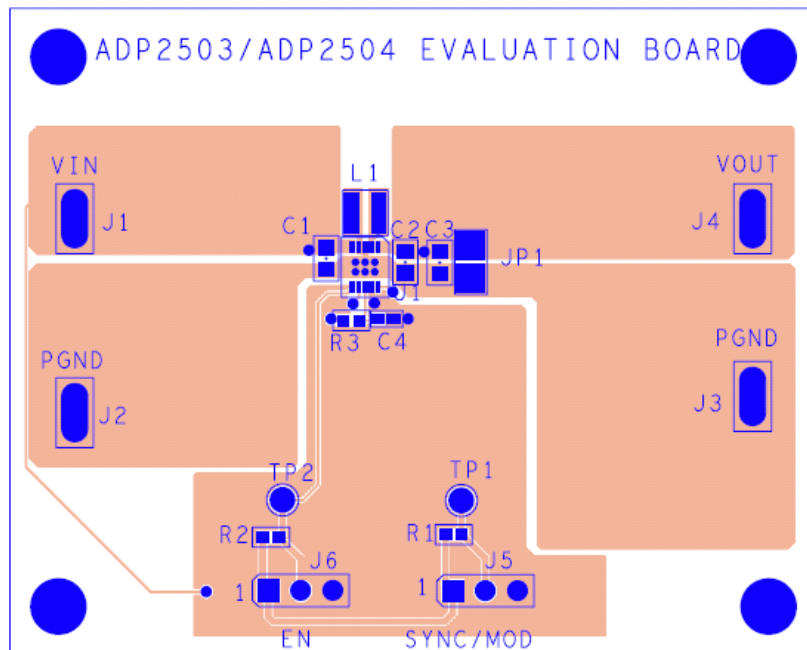 ADP2503/ADP2504 EVALUATION BOARD
VIN
VOUT
L1
J1
J4
C1
C2
C3
JP1
U1
R3
C4
PGND
PGND
J2
J3
TP2
TP1
R2
R1
J6
J5
1
1
EN
SYNC/MOD